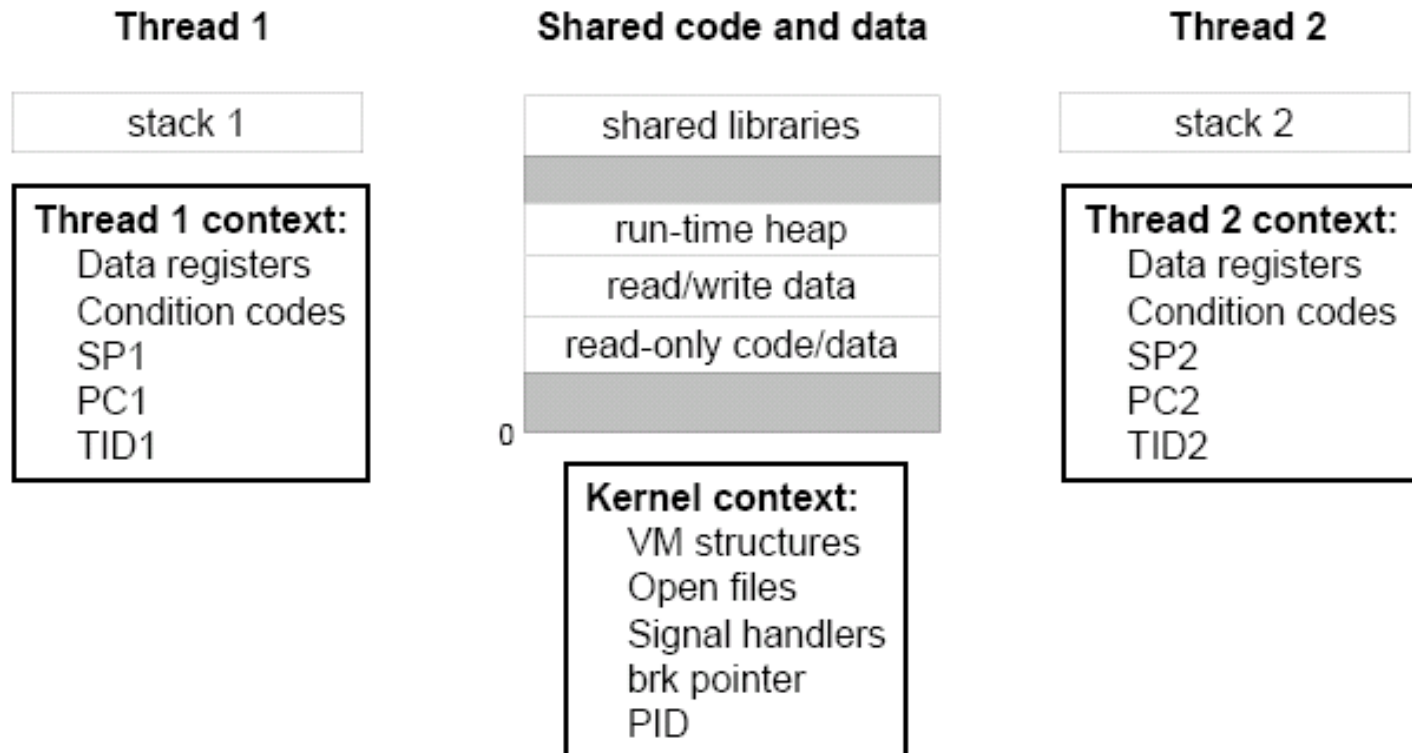 Thread 1
stack 1
Thread 1 context:
Data registers
Condition codes
SP1
PC1
TID1
Shared code and data
shared libraries
run-time heap
read/write data
read-only code/data
0
Kernel context:
VM structures
Open files
Signal handlers
brk pointer
PID
Thread 2
stack 2
Thread 2 context:
Data registers
Condition codes
SP2
PC2
TID2